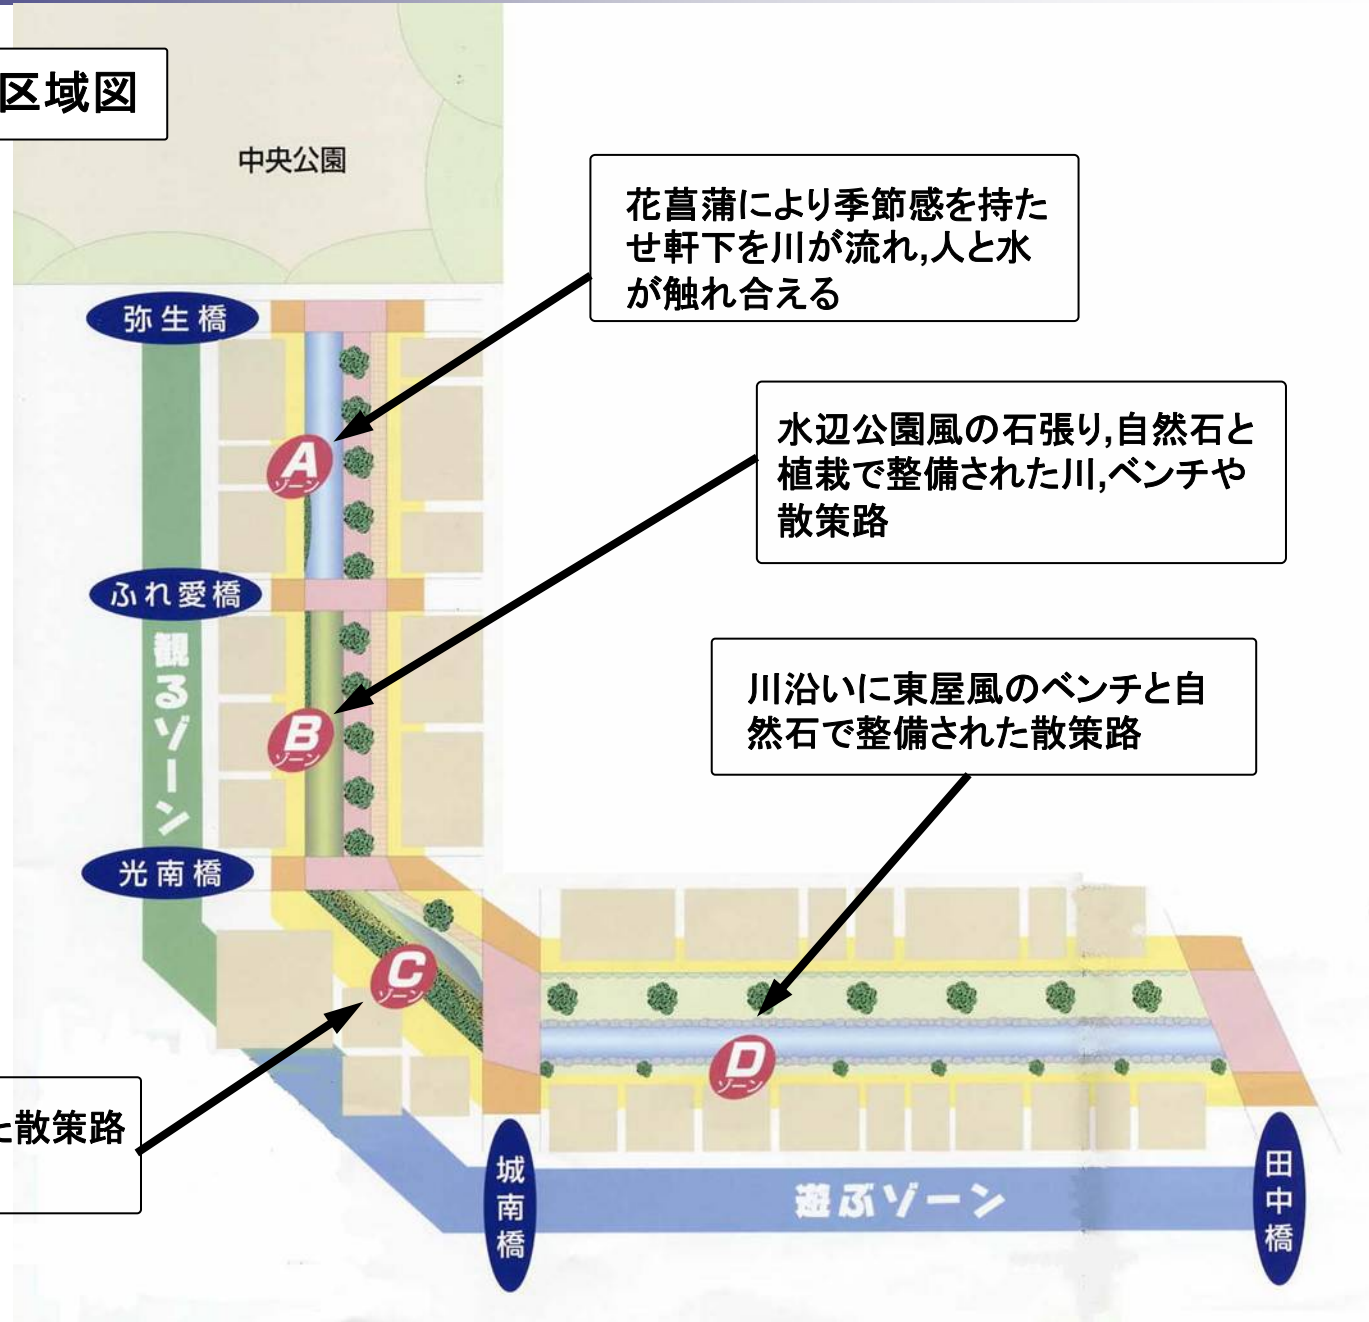 区域図
中央公園
花菖蒲により季節感を持た
せ軒下を川が流れ,人と水
が触れ合える
弥生橋
水辺公園風の石張り,自然石と
植栽で整備された川,ベンチや
散策路
A
ゾーン
ふれ愛橋
観るゾーン
川沿いに東屋風のベンチと自
然石で整備された散策路
B
ゾーン
光南橋
C
ゾーン
D
ゾーン
散策路
城南橋
遊ぶゾーン
田中橋